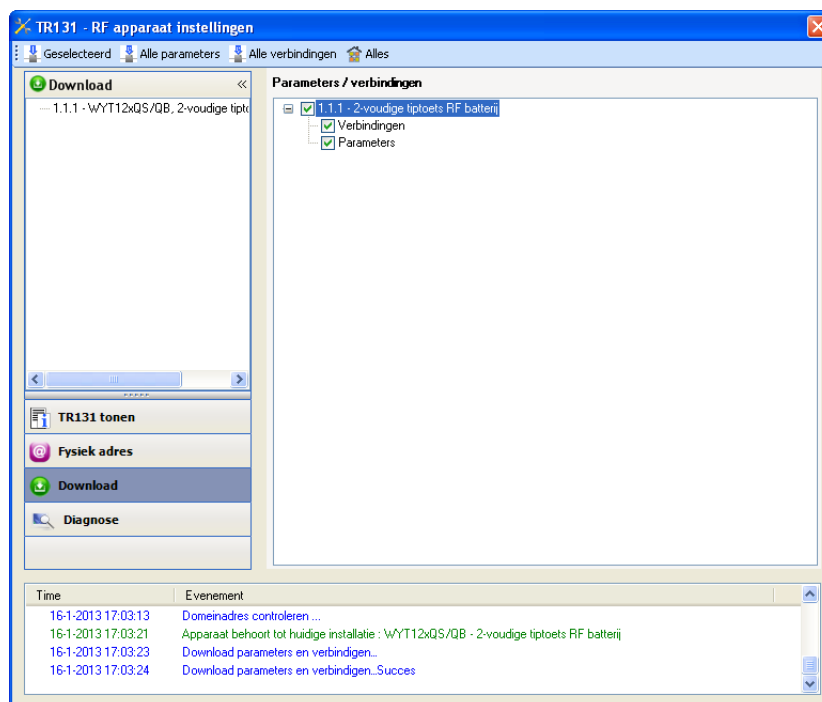 TR131 - RF apparaat instellingen
Geselecteerd Alle parameters Alle verbindingen Alles
Download
1.1.1 - WYT12xQS/QB, 2-voudige tipto
Parameters / verbindingen
1.1.1 - 2-voudige tiptoets RF batterij
Verbindingen
Parameters
TR131 tonen
Fysiek adres
Download
Diagnose
Time Evenement
16-1-2013 17:03:13 Domeinadres controleren ...
16-1-2013 17:03:21 Apparaat behoort tot huidige installatie : WYT12xQS/QB - 2-voudige tiptoets RF batterij
16-1-2013 17:03:23 Download parameters en verbindigen...
16-1-2013 17:03:24 Download parameters en verbindigen...Succes